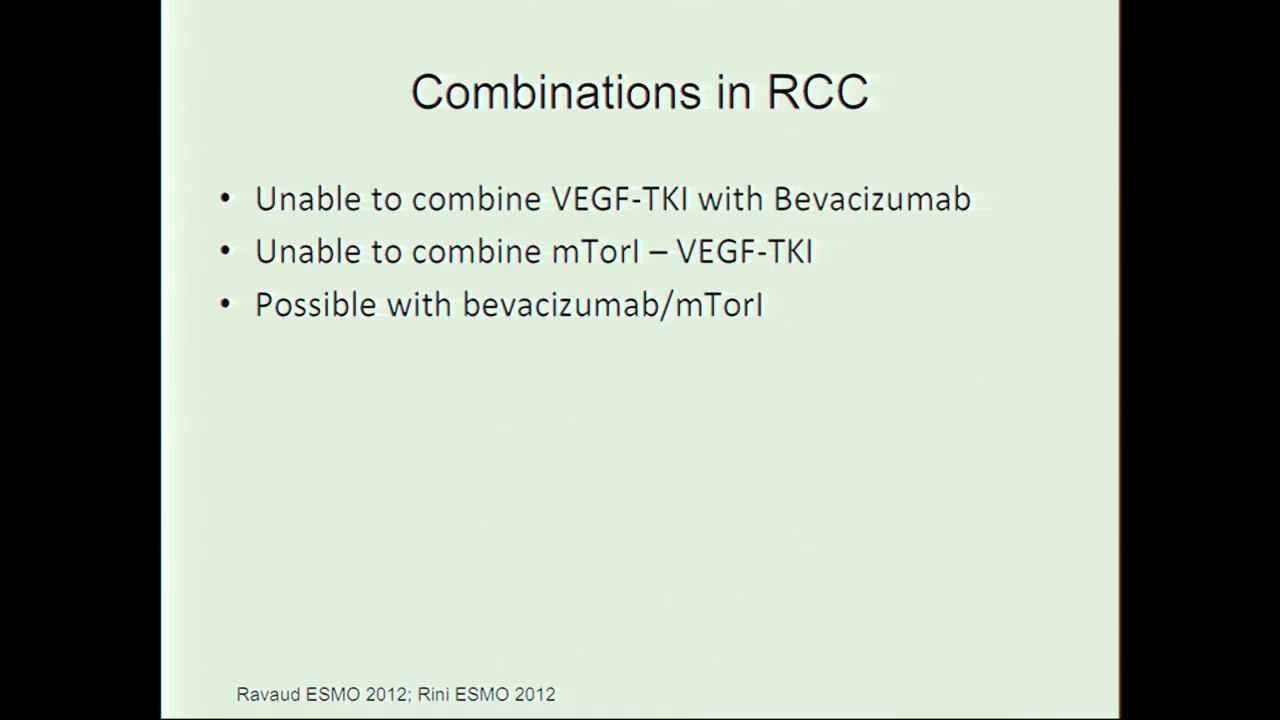 Combinations in RCC
• Unable to combine VEGF-TKI with Bevacizumab
• Unable to combine mTorI – VEGF-TKI
• Possible with bevacizumab/mTorI
Ravaud ESMO 2012; Rini ESMO 2012